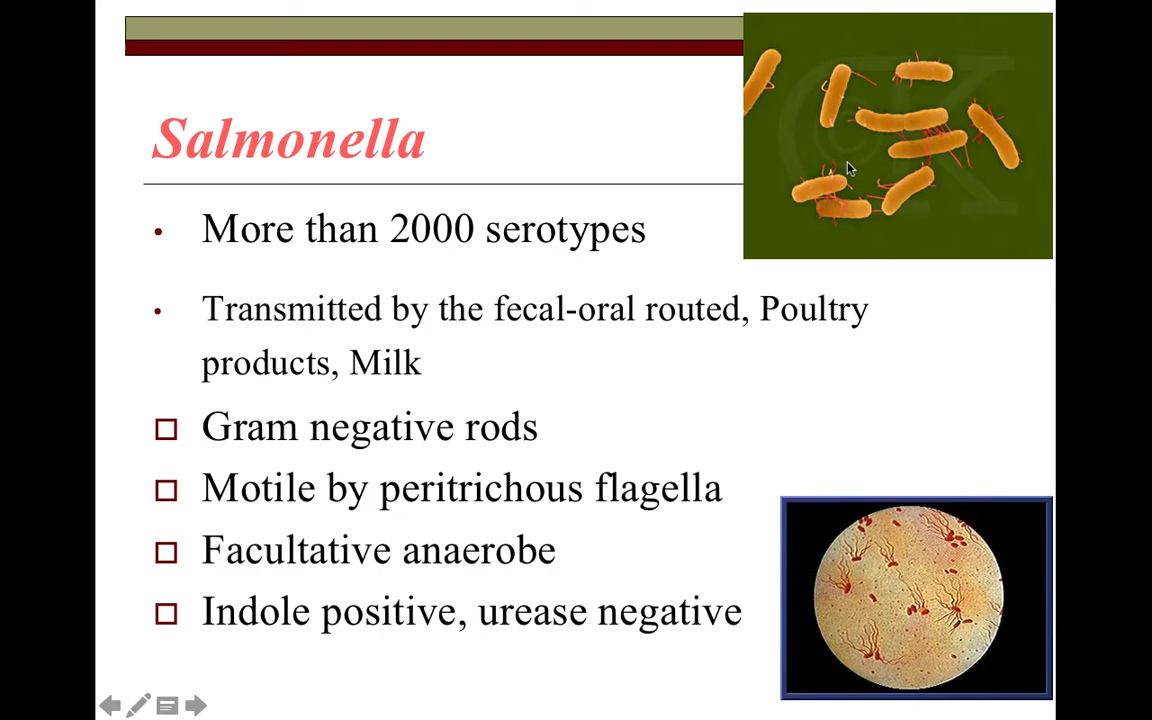 Salmonella
• More than 2000 serotypes
• Transmitted by the fecal-oral routed, Poultry
products, Milk
□ Gram negative rods
□ Motile by peritrichous flagella
□ Facultative anaerobe
□ Indole positive, urease negative